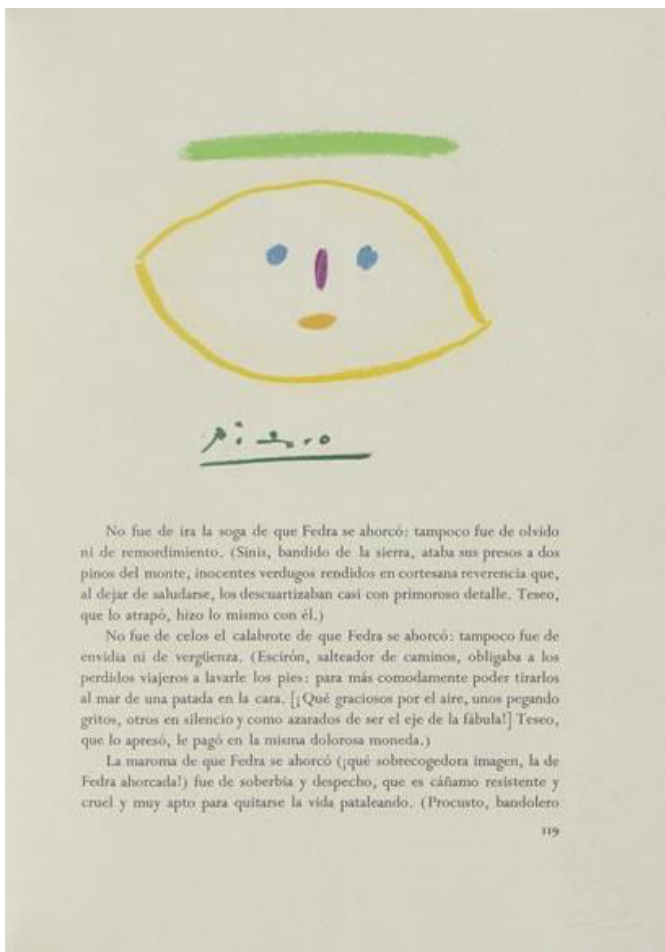 Picasso
No fue de ira la soga de que Fedra se ahorcó: tampoco fue de olvido
ni de remordimiento. (Sinis, bandido de la sierra, ataba sus presos a dos
pinos del monte, inocentes verdugos rendidos en cortesana reverencia que,
al dejar de saludarse, los descuartizaban casi con primoroso detalle. Teseo,
que lo atrapó, hizo lo mismo con él.)
No fue de celos el calabrote de que Fedra se ahorcó: tampoco fue de
envidia ni de vergüenza. (Escirón, salteador de caminos, obligaba a los
perdidos viajeros a lavarle los pies: para más comodamente poder tirarlos
al mar de una patada en la cara. [¡Qué graciosos por el aire, unos pegando
gritos, otros en silencio y como azarados de ser el eje de la fábula!] Teseo,
que lo apresó, le pagó en la misma dolorosa moneda.)
La maroma de que Fedra se ahorcó (¡qué sobrecogedora imagen, la de
Fedra ahorcada!) fue de soberbia y despecho, que es cáñamo resistente y
cruel y muy apto para quitarse la vida pataleando. (Procusto, bandolero
119